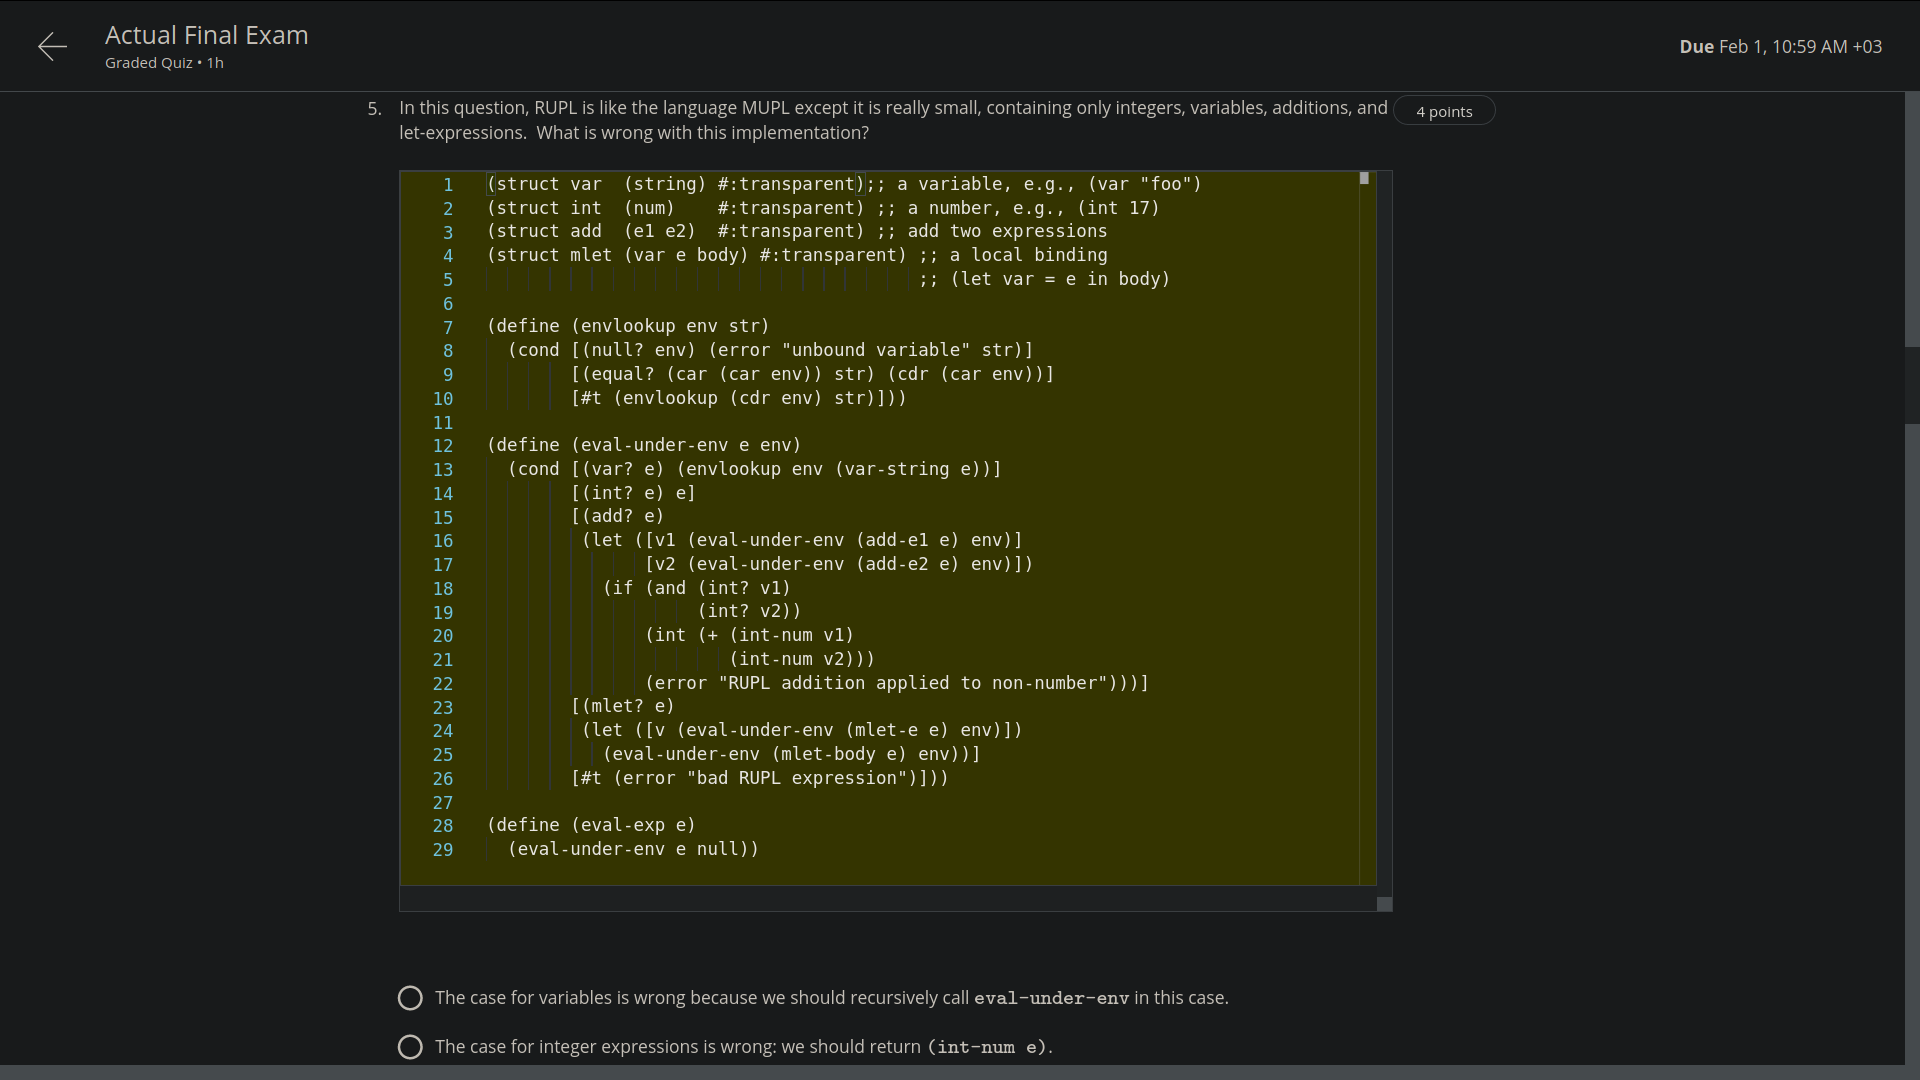 Actual Final Exam
Graded Quiz • 1h
Due Feb 1, 10:59 AM +03
5. In this question, RUPL is like the language MUPL except it is really small, containing only integers, variables, additions, and
let-expressions.  What is wrong with this implementation?
4 points
1 (struct var  (string) #:transparent);; a variable, e.g., (var "foo")
2 (struct int  (num)    #:transparent) ;; a number, e.g., (int 17)
3 (struct add  (e1 e2)  #:transparent) ;; add two expressions
4 (struct mlet (var e body) #:transparent) ;; a local binding
5                                          ;; (let var = e in body)
6
7 (define (envlookup env str)
8   (cond [(null? env) (error "unbound variable" str)]
9         [(equal? (car (car env)) str) (cdr (car env))]
10         [#t (envlookup (cdr env) str)]))
11
12 (define (eval-under-env e env)
13   (cond [(var? e) (envlookup env (var-string e))]
14         [(int? e) e]
15         [(add? e)
16          (let ([v1 (eval-under-env (add-e1 e) env)]
17                [v2 (eval-under-env (add-e2 e) env)])
18            (if (and (int? v1)
19                     (int? v2))
20                (int (+ (int-num v1)
21                        (int-num v2)))
22                (error "RUPL addition applied to non-number")))]
23         [(mlet? e)
24          (let ([v (eval-under-env (mlet-e e) env)])
25            (eval-under-env (mlet-body e) env))]
26         [#t (error "bad RUPL expression")]))
27
28 (define (eval-exp e)
29   (eval-under-env e null))
The case for variables is wrong because we should recursively call eval-under-env in this case.
The case for integer expressions is wrong: we should return (int-num e).